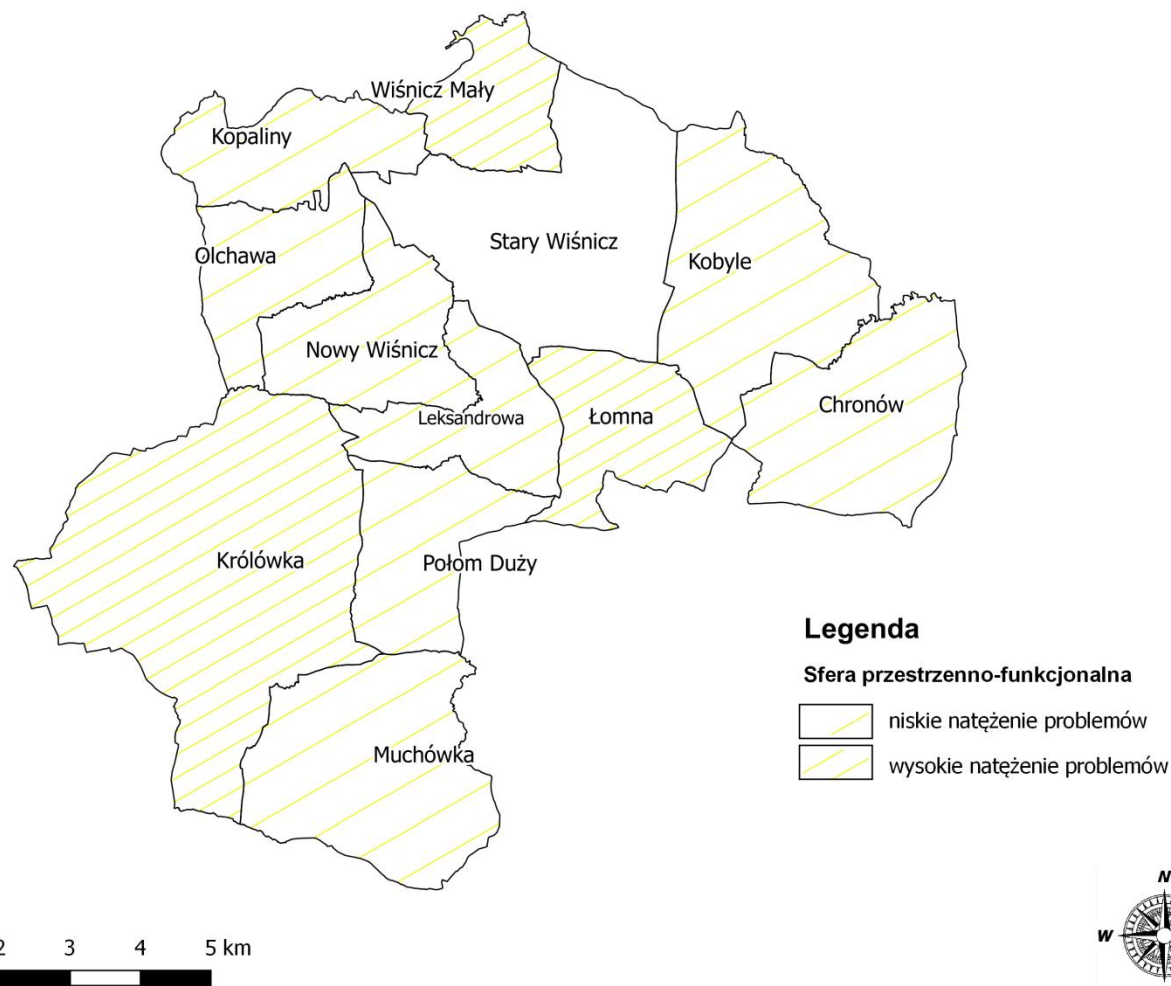 Wiśnicz Mały
Kopaliny
Stary Wiśnicz
Olchawa
Kobyle
Nowy Wiśnicz
Leksandrowa
Łomna
Chronów
Królówka
Połom Duży
Muchówka
Legenda
Sfera przestrzenno-funkcjonalna
niskie natężenie problemów
wysokie natężenie problemów
2 3 4 5 km
N
W